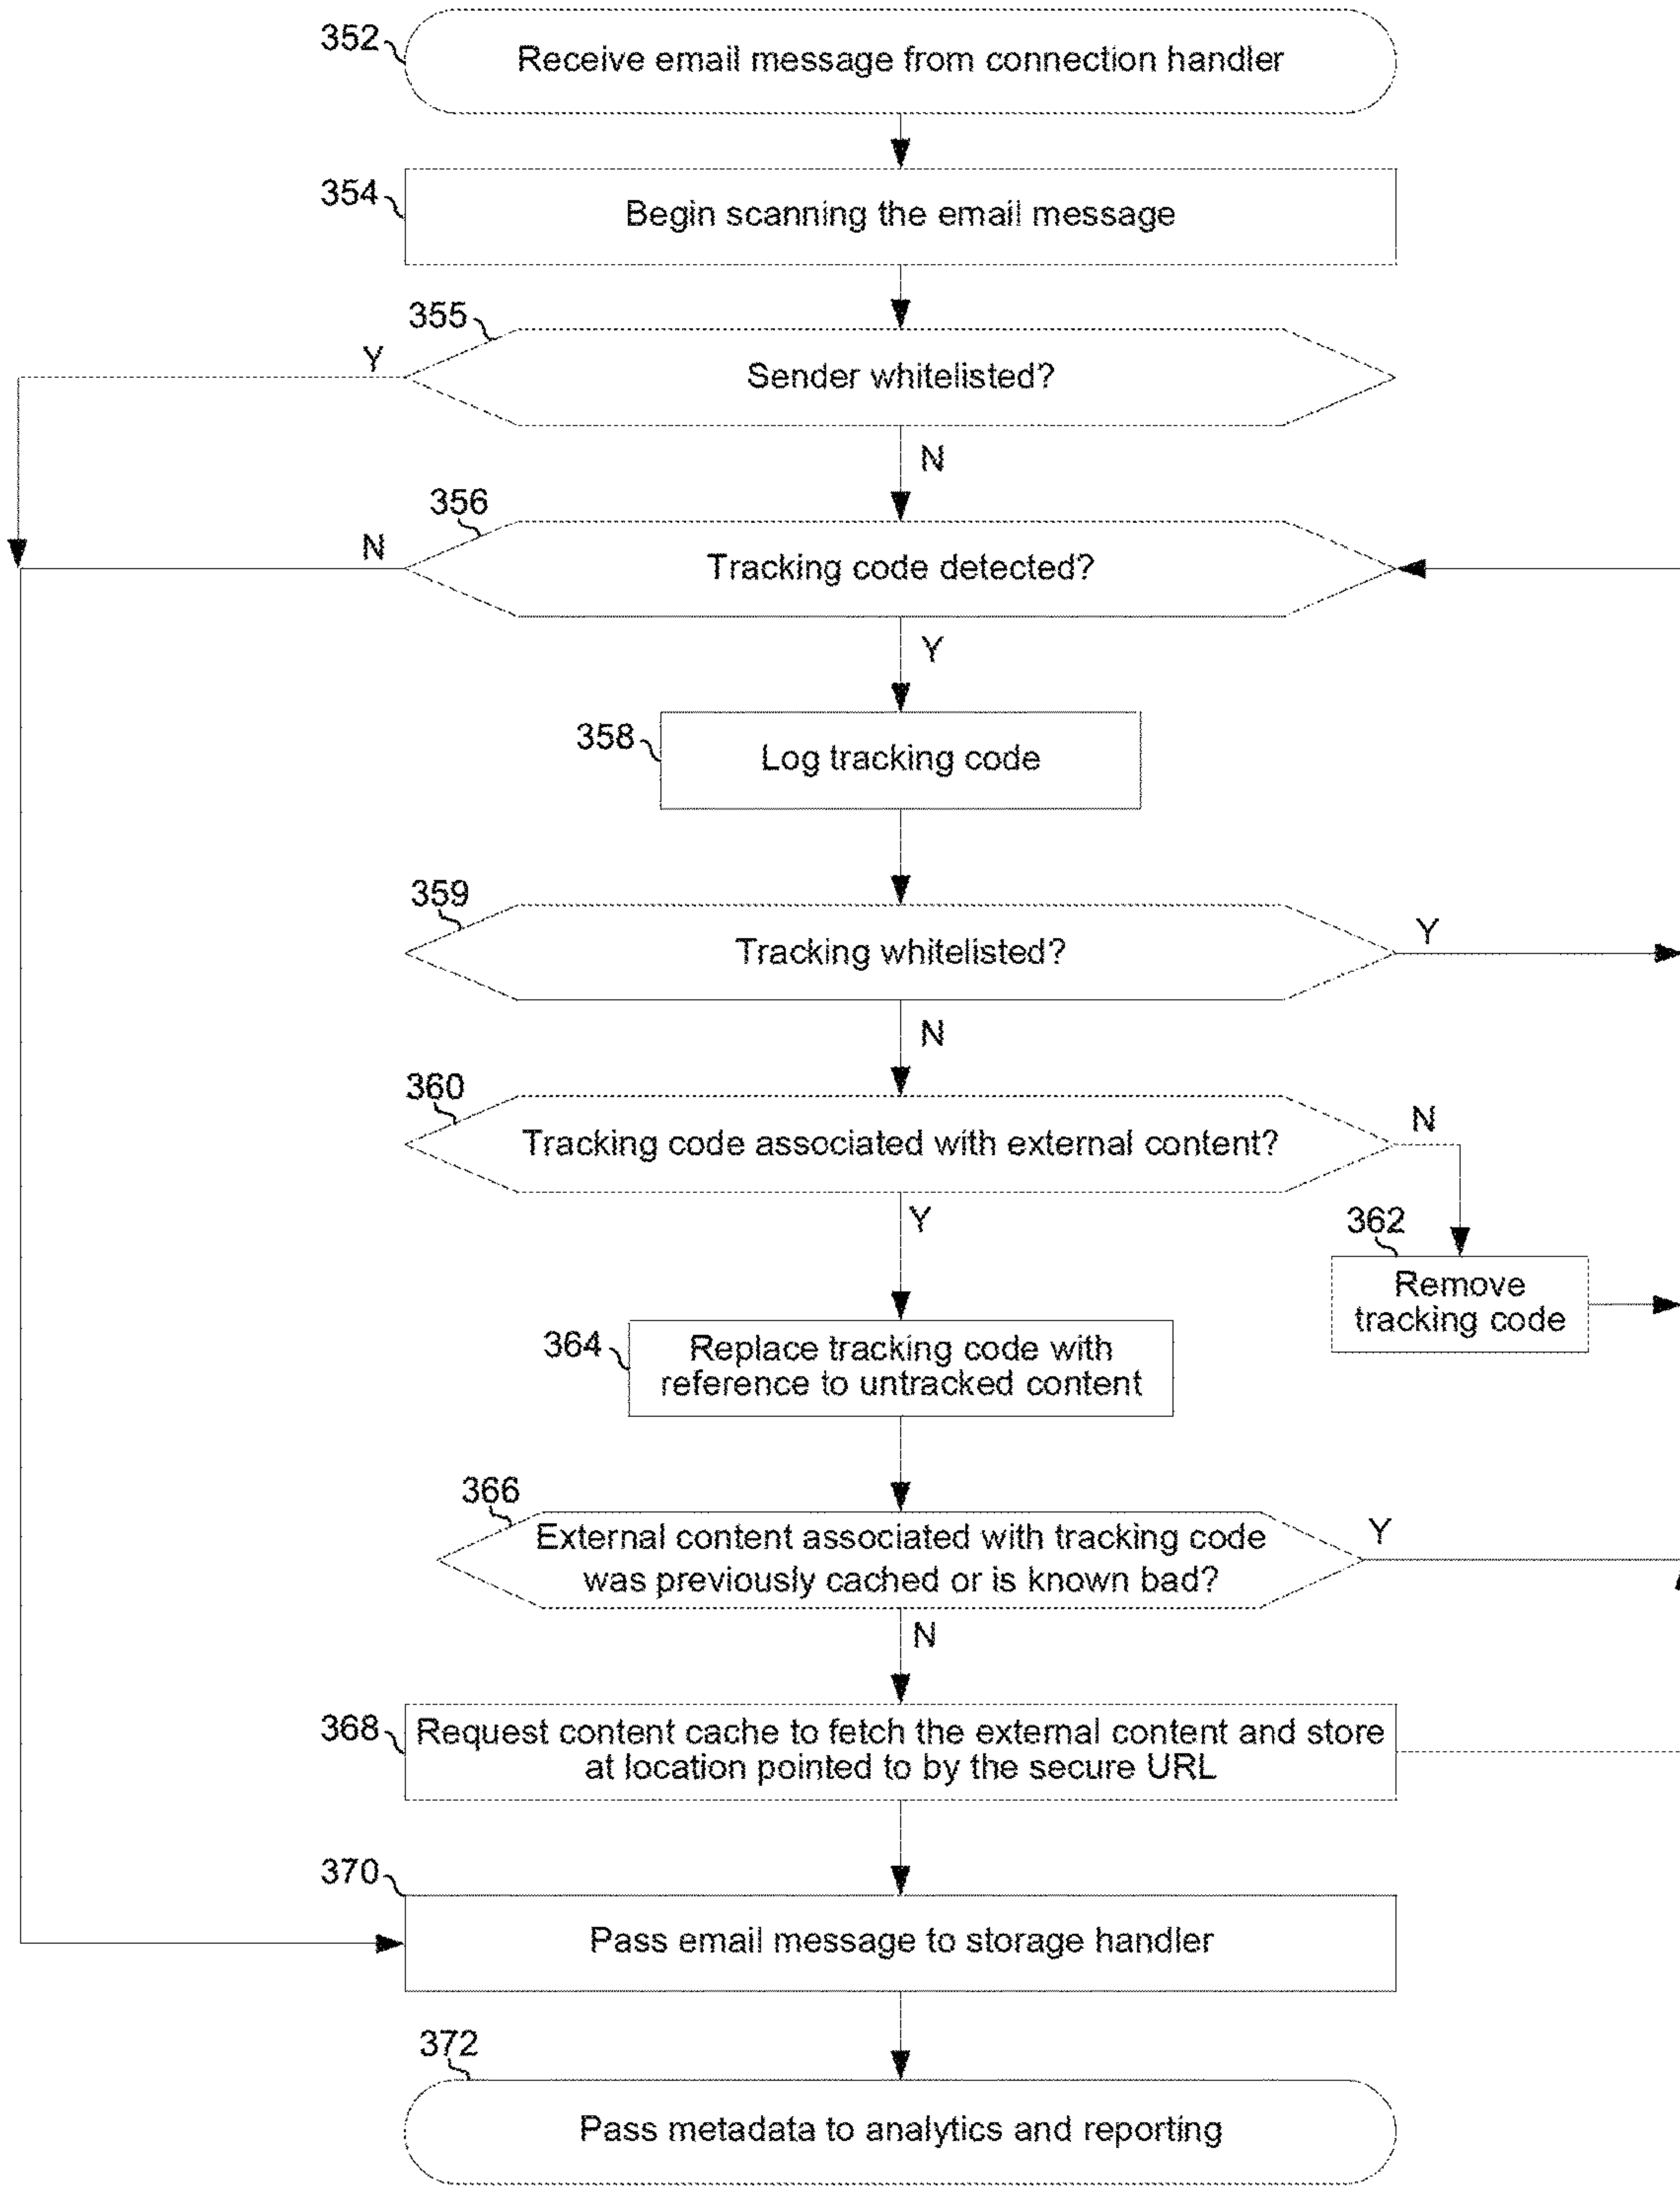 352
Receive email message from connection handler
354
Begin scanning the email message
355
Y
Sender whitelisted?
N
356
N
Tracking code detected?
Y
358
Log tracking code
359
Tracking whitelisted?
Y
N
360
Tracking code associated with external content?
N
Y
362
Remove
tracking code
364
Replace tracking code with
reference to untracked content
366
External content associated with tracking code
was previously cached or is known bad?
Y
N
368
Request content cache to fetch the external content and store
at location pointed to by the secure URL
370
Pass email message to storage handler
372
Pass metadata to analytics and reporting